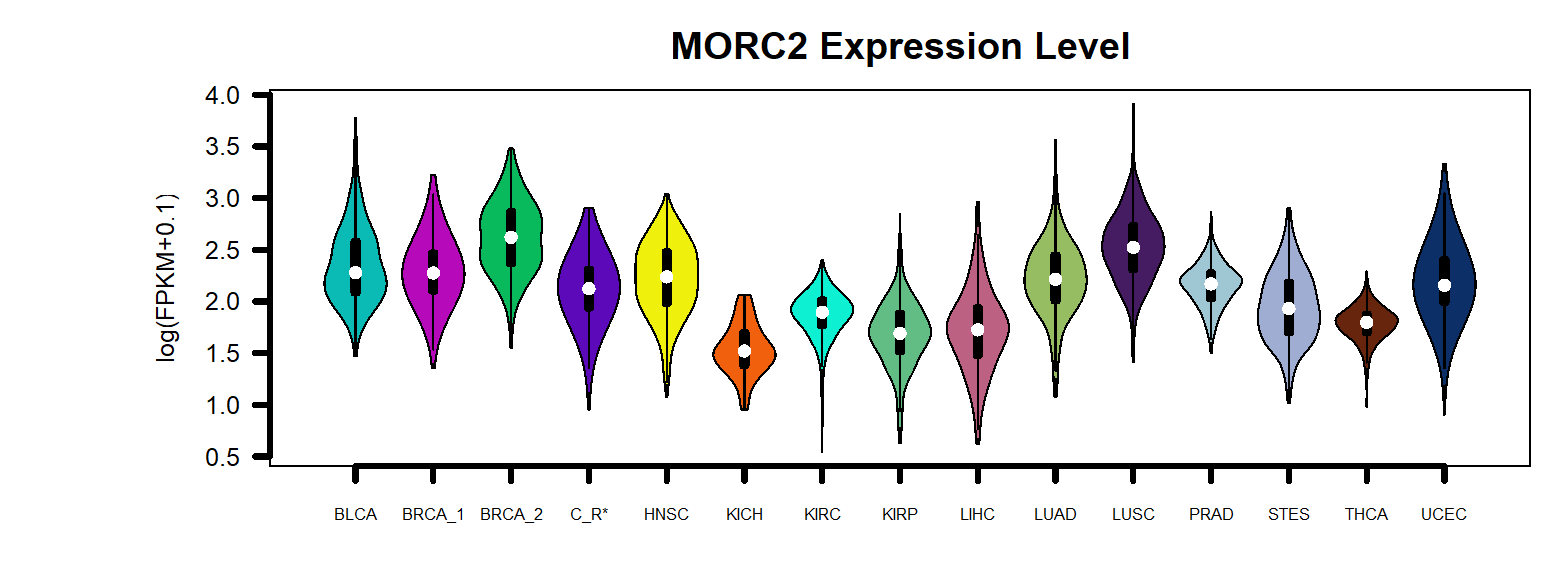 MORC2 Expression Level
log(FPKM+0.1)
4.0
3.5
3.0
2.5
2.0
1.5
1.0
0.5
BLCA BRCA_1 BRCA_2 C_R* HNSC KICH KIRC KIRP LIHC LUAD LUSC PRAD STES THCA UCEC